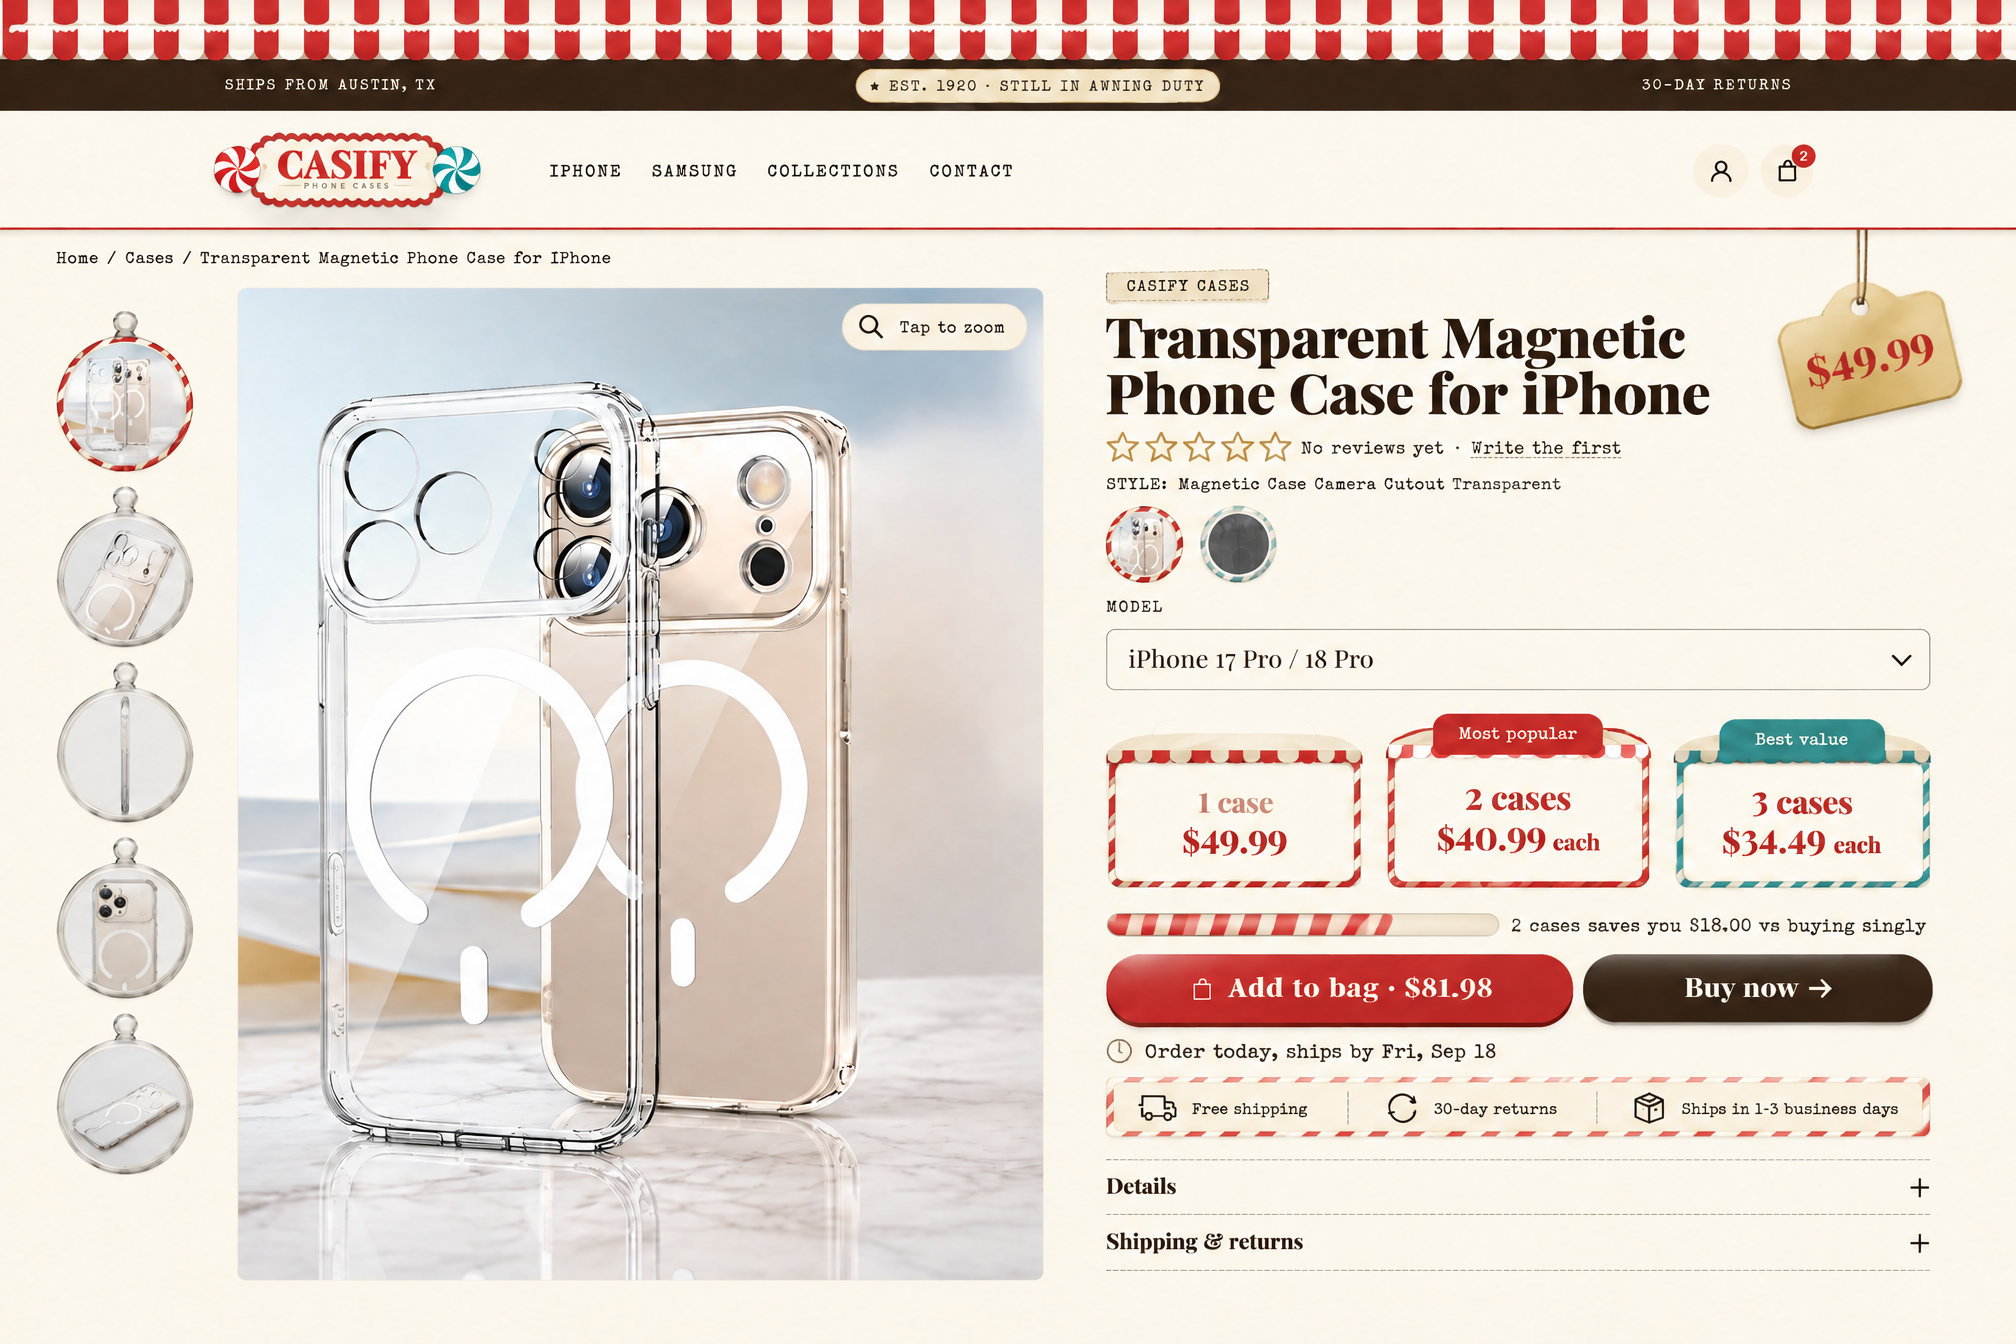 SHIPS FROM AUSTIN, TX
★ EST. 1920 · STILL IN AWNING DUTY
30-DAY RETURNS
CASIFY
PHONE CASES
IPHONE
SAMSUNG
COLLECTIONS
CONTACT
2
Home / Cases / Transparent Magnetic Phone Case for IPhone
Tap to zoom
CASIFY CASES
Transparent Magnetic
Phone Case for iPhone
$49.99
No reviews yet · Write the first
STYLE: Magnetic Case Camera Cutout Transparent
MODEL
iPhone 17 Pro / 18 Pro
1 case
$49.99
Most popular
2 cases
$40.99 each
Best value
3 cases
$34.49 each
2 cases saves you $18.00 vs buying singly
Add to bag · $81.98
Buy now →
Order today, ships by Fri, Sep 18
Free shipping
30-day returns
Ships in 1-3 business days
Details
Shipping & returns